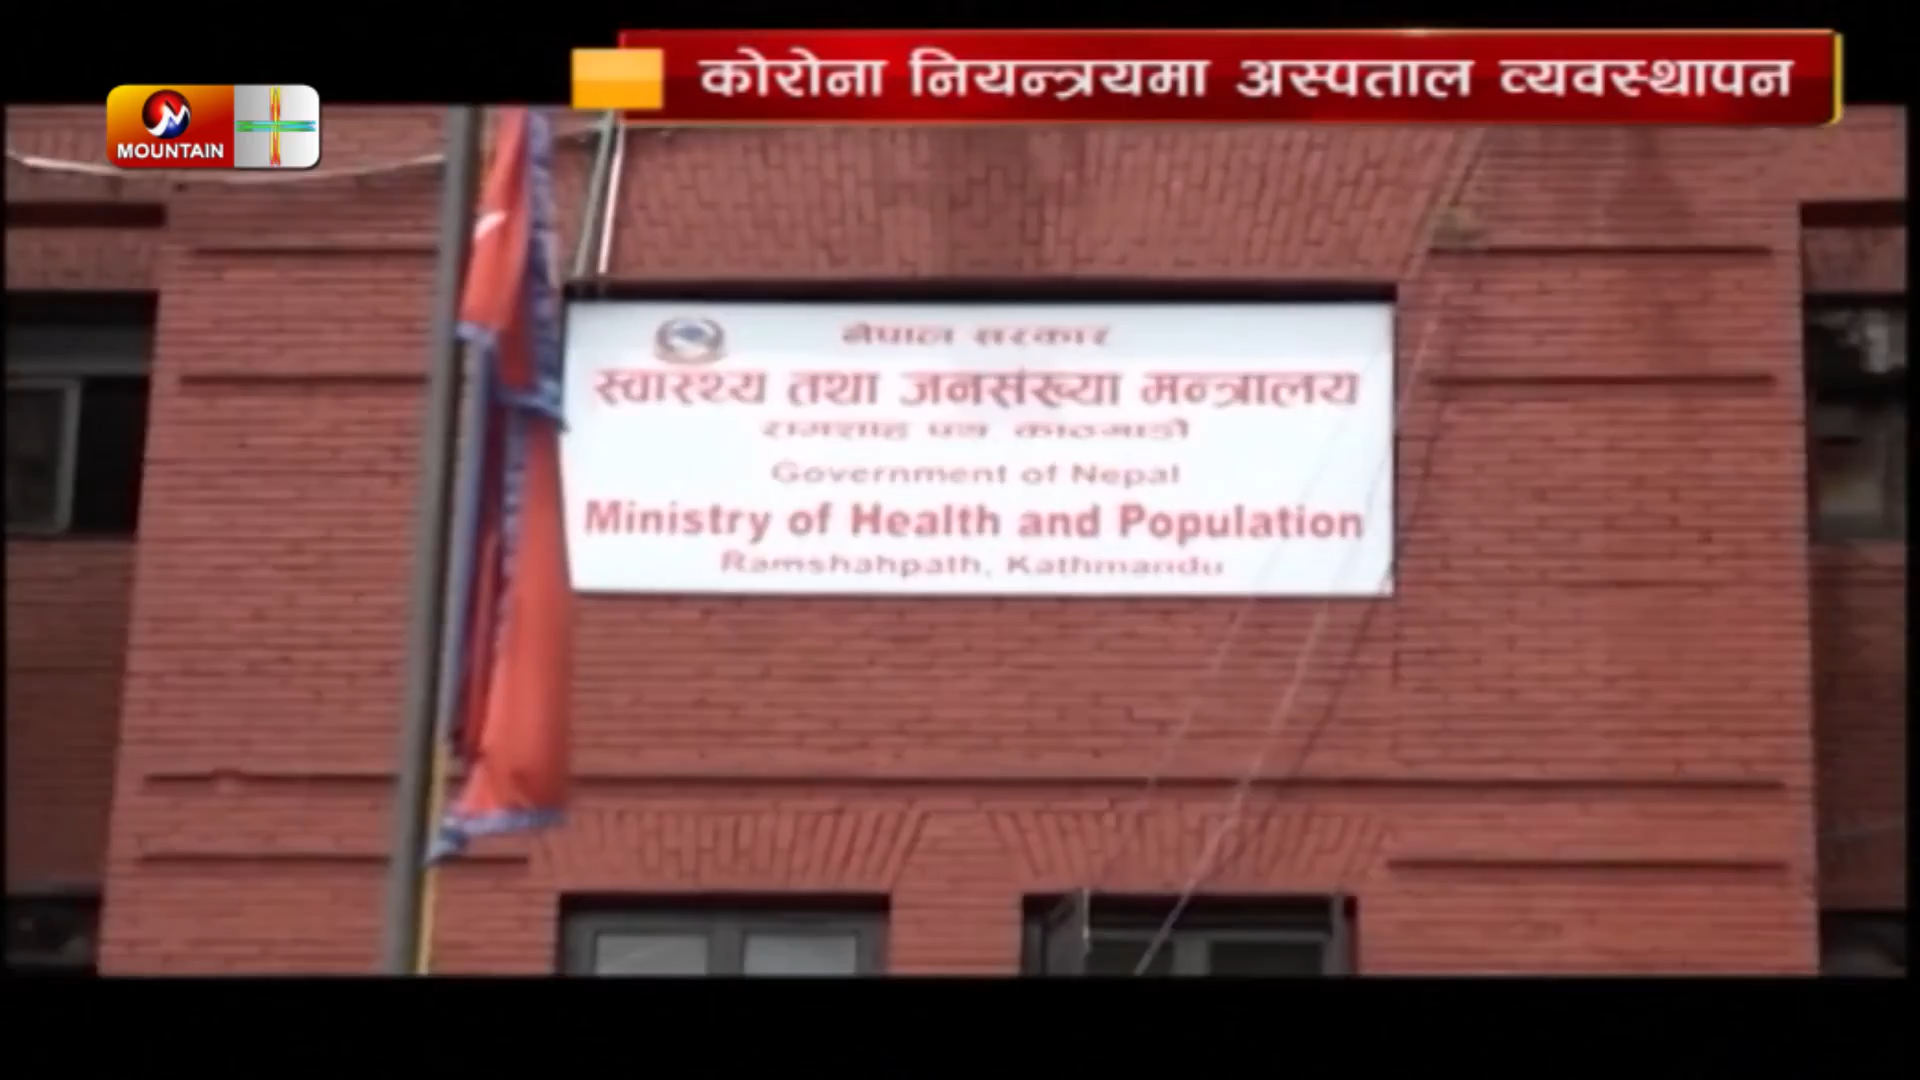 कोरोना नियन्त्रयमा अस्पताल व्यवस्थापन
MOUNTAIN
नेपाल सरकार
स्वास्थ्य तथा जनसंख्या मन्त्रालय
रामशाह पथ काठमाडौं
Government of Nepal
Ministry of Health and Population
Ramshahpath, Kathmandu